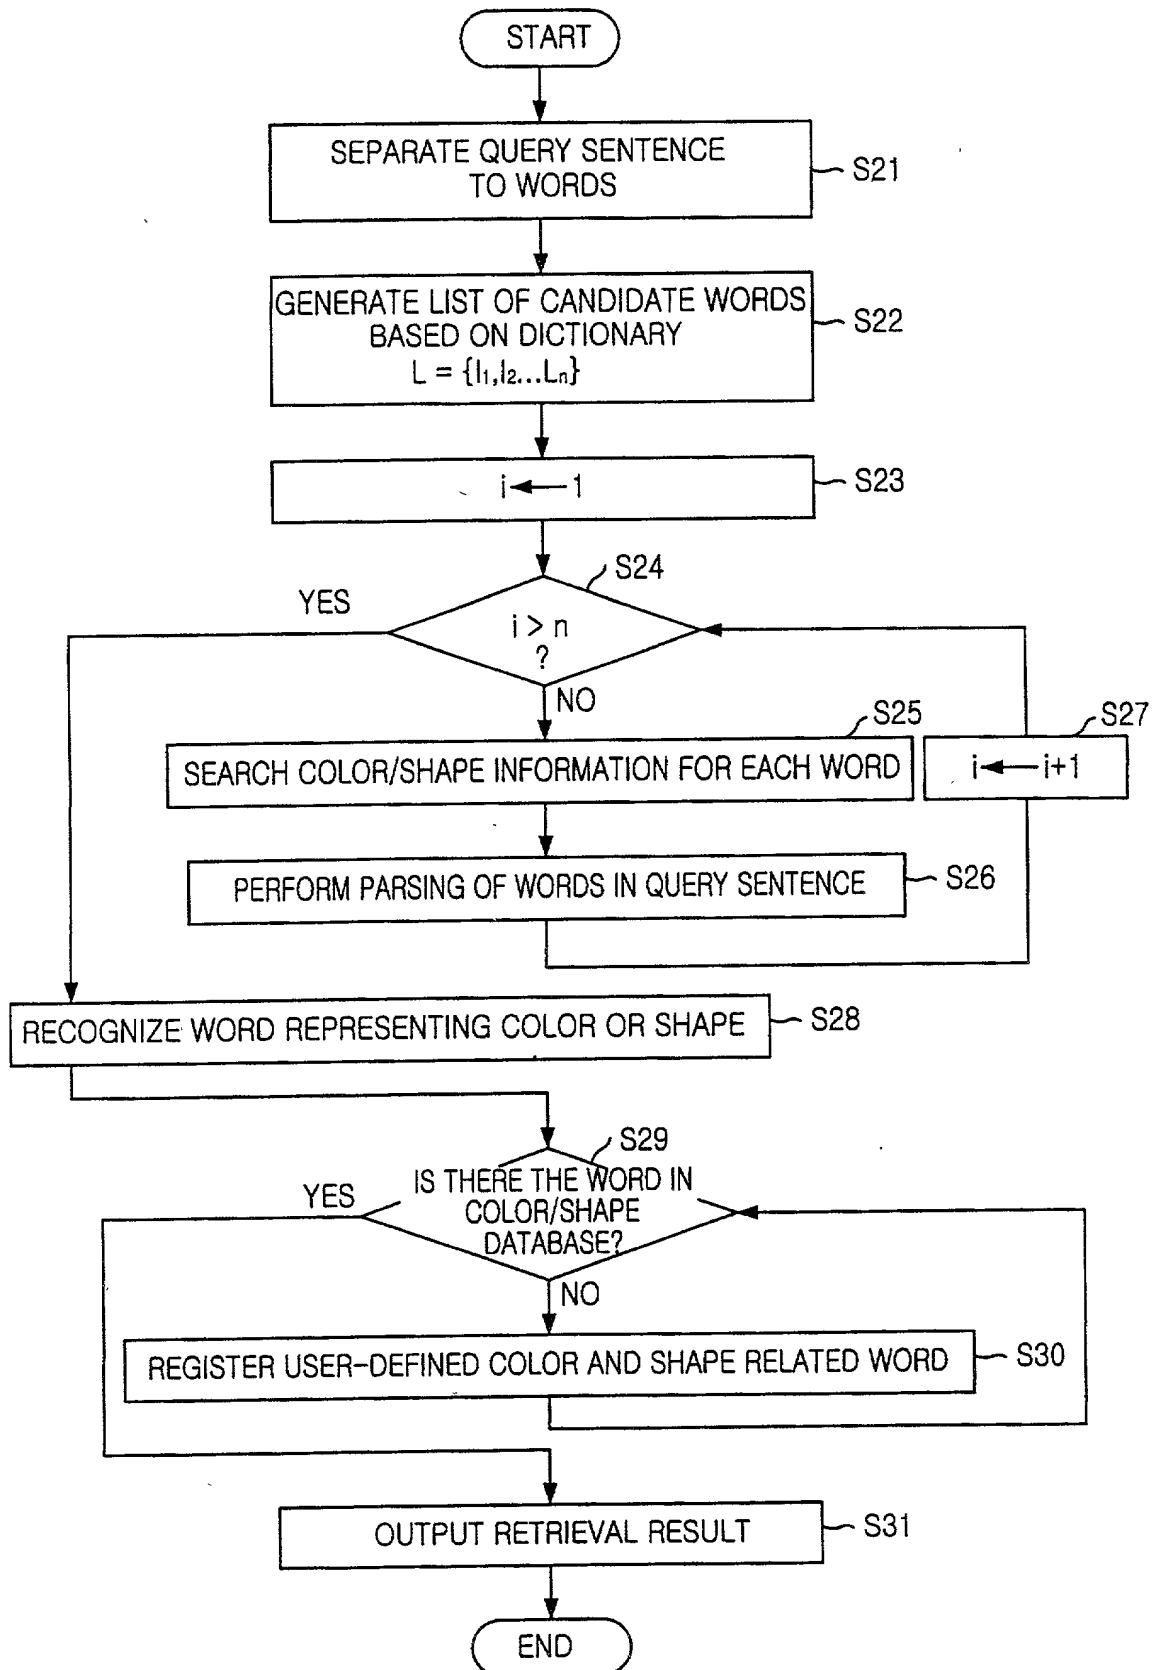 START
SEPARATE QUERY SENTENCE
TO WORDS
S21
GENERATE LIST OF CANDIDATE WORDS
BASED ON DICTIONARY
L = {l₁,l₂...Lₙ}
S22
i ← 1
S23
S24
YES
i > n
?
NO
S25
SEARCH COLOR/SHAPE INFORMATION FOR EACH WORD
S27
i ← i+1
PERFORM PARSING OF WORDS IN QUERY SENTENCE
S26
RECOGNIZE WORD REPRESENTING COLOR OR SHAPE
S28
S29
YES
IS THERE THE WORD IN
COLOR/SHAPE
DATABASE?
NO
REGISTER USER-DEFINED COLOR AND SHAPE RELATED WORD
S30
OUTPUT RETRIEVAL RESULT
S31
END